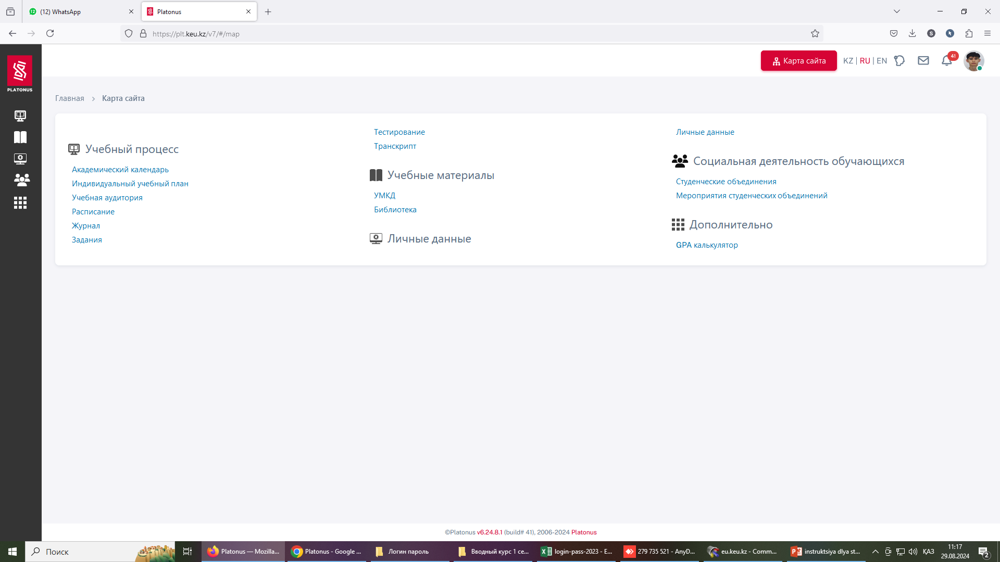 (12) WhatsApp
Platonus
https://plt.keu.kz/v7/#/map
PLATONUS
Карта сайта
KZ | RU | EN
41
Главная > Карта сайта
Учебный процесс
Академический календарь
Индивидуальный учебный план
Учебная аудитория
Расписание
Журнал
Задания
Тестирование
Транскрипт
Учебные материалы
УМКД
Библиотека
Личные данные
Личные данные
Социальная деятельность обучающихся
Студенческие объединения
Мероприятия студенческих объединений
Дополнительно
GPA калькулятор
©Platonus v6.24.8.1 (build# 41), 2006-2024 Platonus
Поиск
Platonus — Mozilla...
Platonus - Google ...
Логин пароль
Вводный курс 1 се...
login-pass-2023 - E...
279 735 521 - AnyD...
eu.keu.kz - Comm...
instruktsiya dlya st...
ҚАЗ
11:17
29.08.2024
2